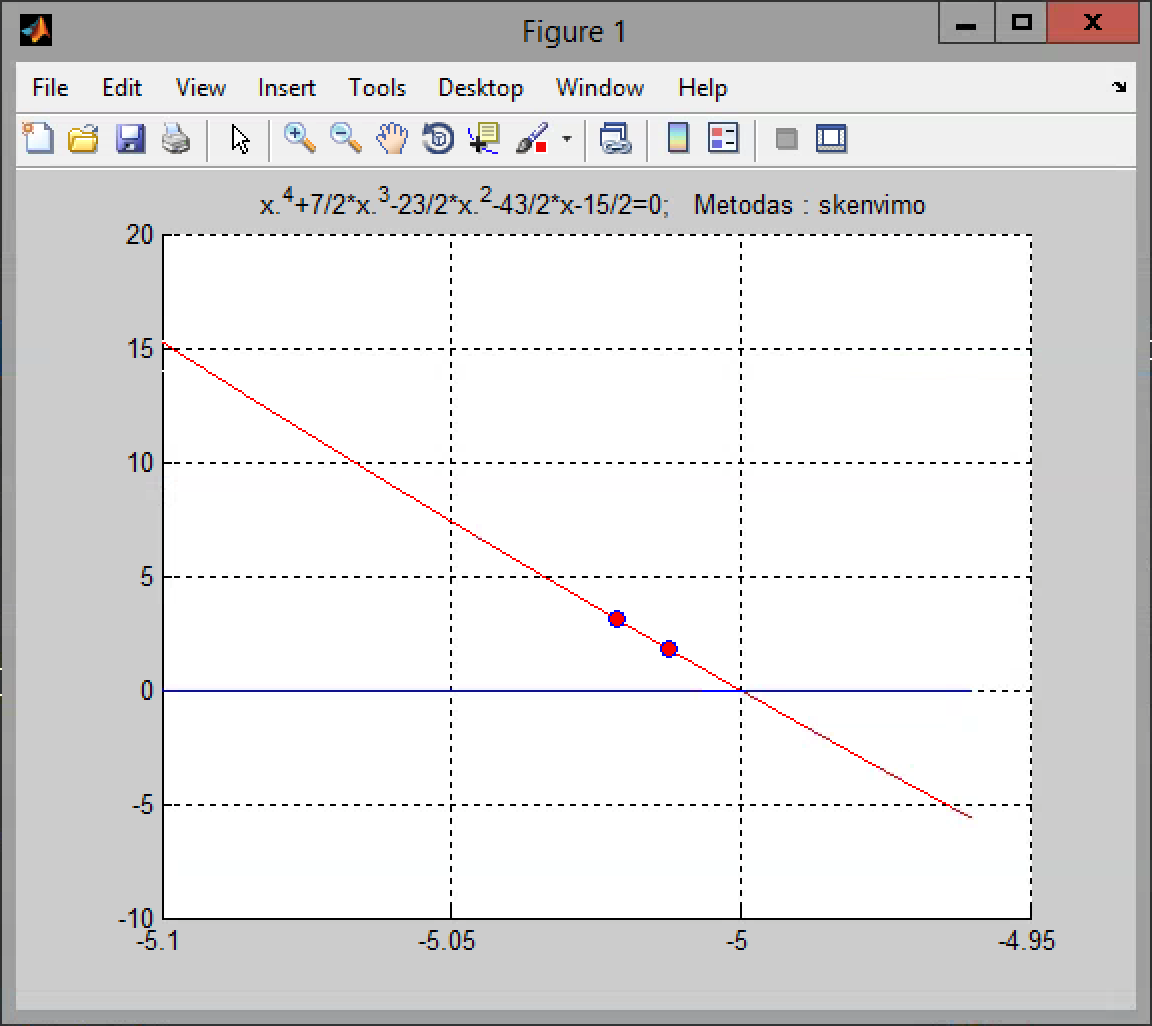 Figure 1
File Edit View Insert Tools Desktop Window Help
x.^4+7/2*x.^3-23/2*x.^2-43/2*x-15/2=0; Metodas : skenvimo
20
15
10
5
0
-5
-10
-5.1 -5.05 -5 -4.95